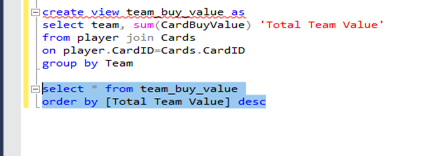 create view team_buy_value as
select team, sum(CardBuyValue) 'Total Team Value'
from player join Cards
on player.CardID=Cards.CardID
group by Team
select * from team_buy_value
order by [Total Team Value] desc